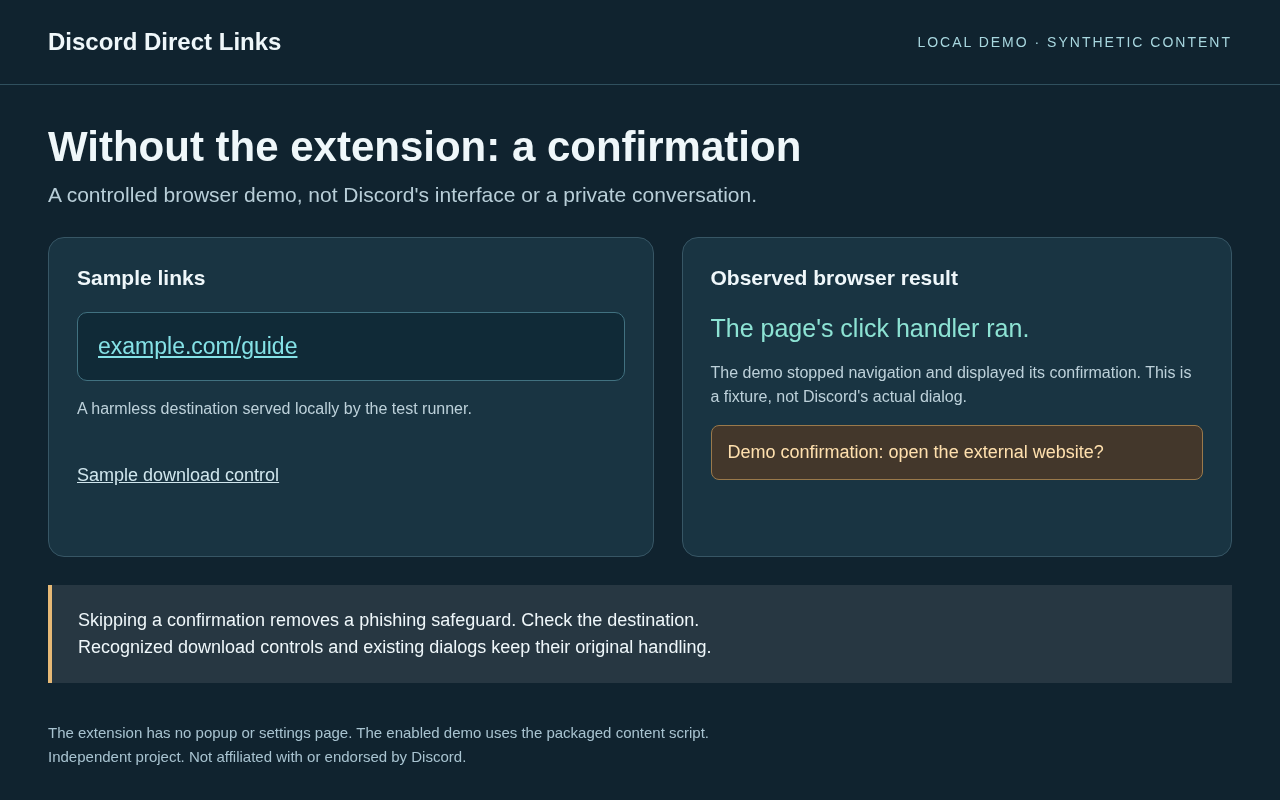 Discord Direct Links
LOCAL DEMO · SYNTHETIC CONTENT
Without the extension: a confirmation
A controlled browser demo, not Discord's interface or a private conversation.
Sample links
example.com/guide
A harmless destination served locally by the test runner.
Sample download control
Observed browser result
The page's click handler ran.
The demo stopped navigation and displayed its confirmation. This is
a fixture, not Discord's actual dialog.
Demo confirmation: open the external website?
Skipping a confirmation removes a phishing safeguard. Check the destination.
Recognized download controls and existing dialogs keep their original handling.
The extension has no popup or settings page. The enabled demo uses the packaged content script.
Independent project. Not affiliated with or endorsed by Discord.